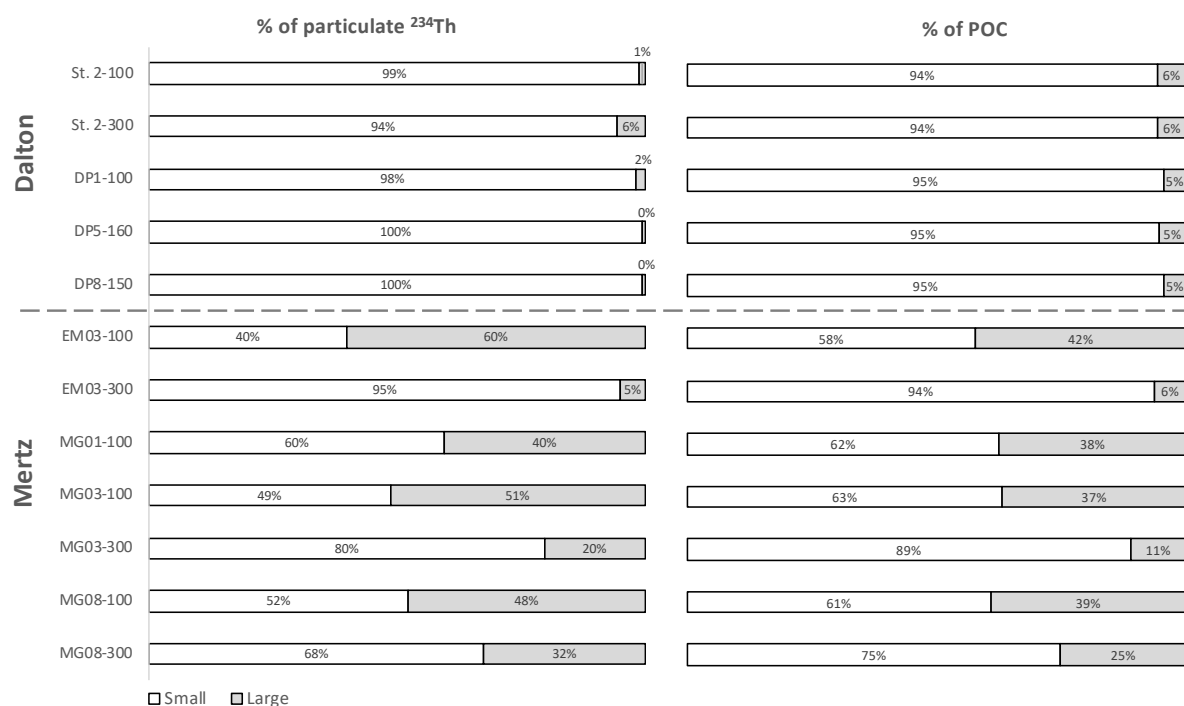 % of particulate ²³⁴Th
% of POC
Dalton
St. 2-100
99%
1%
94%
6%
St. 2-300
94%
6%
94%
6%
DP1-100
98%
2%
95%
5%
DP5-160
100%
0%
95%
5%
DP8-150
100%
0%
95%
5%
Mertz
EM03-100
40%
60%
58%
42%
EM03-300
95%
5%
94%
6%
MG01-100
60%
40%
62%
38%
MG03-100
49%
51%
63%
37%
MG03-300
80%
20%
89%
11%
MG08-100
52%
48%
61%
39%
MG08-300
68%
32%
75%
25%
Small
Large